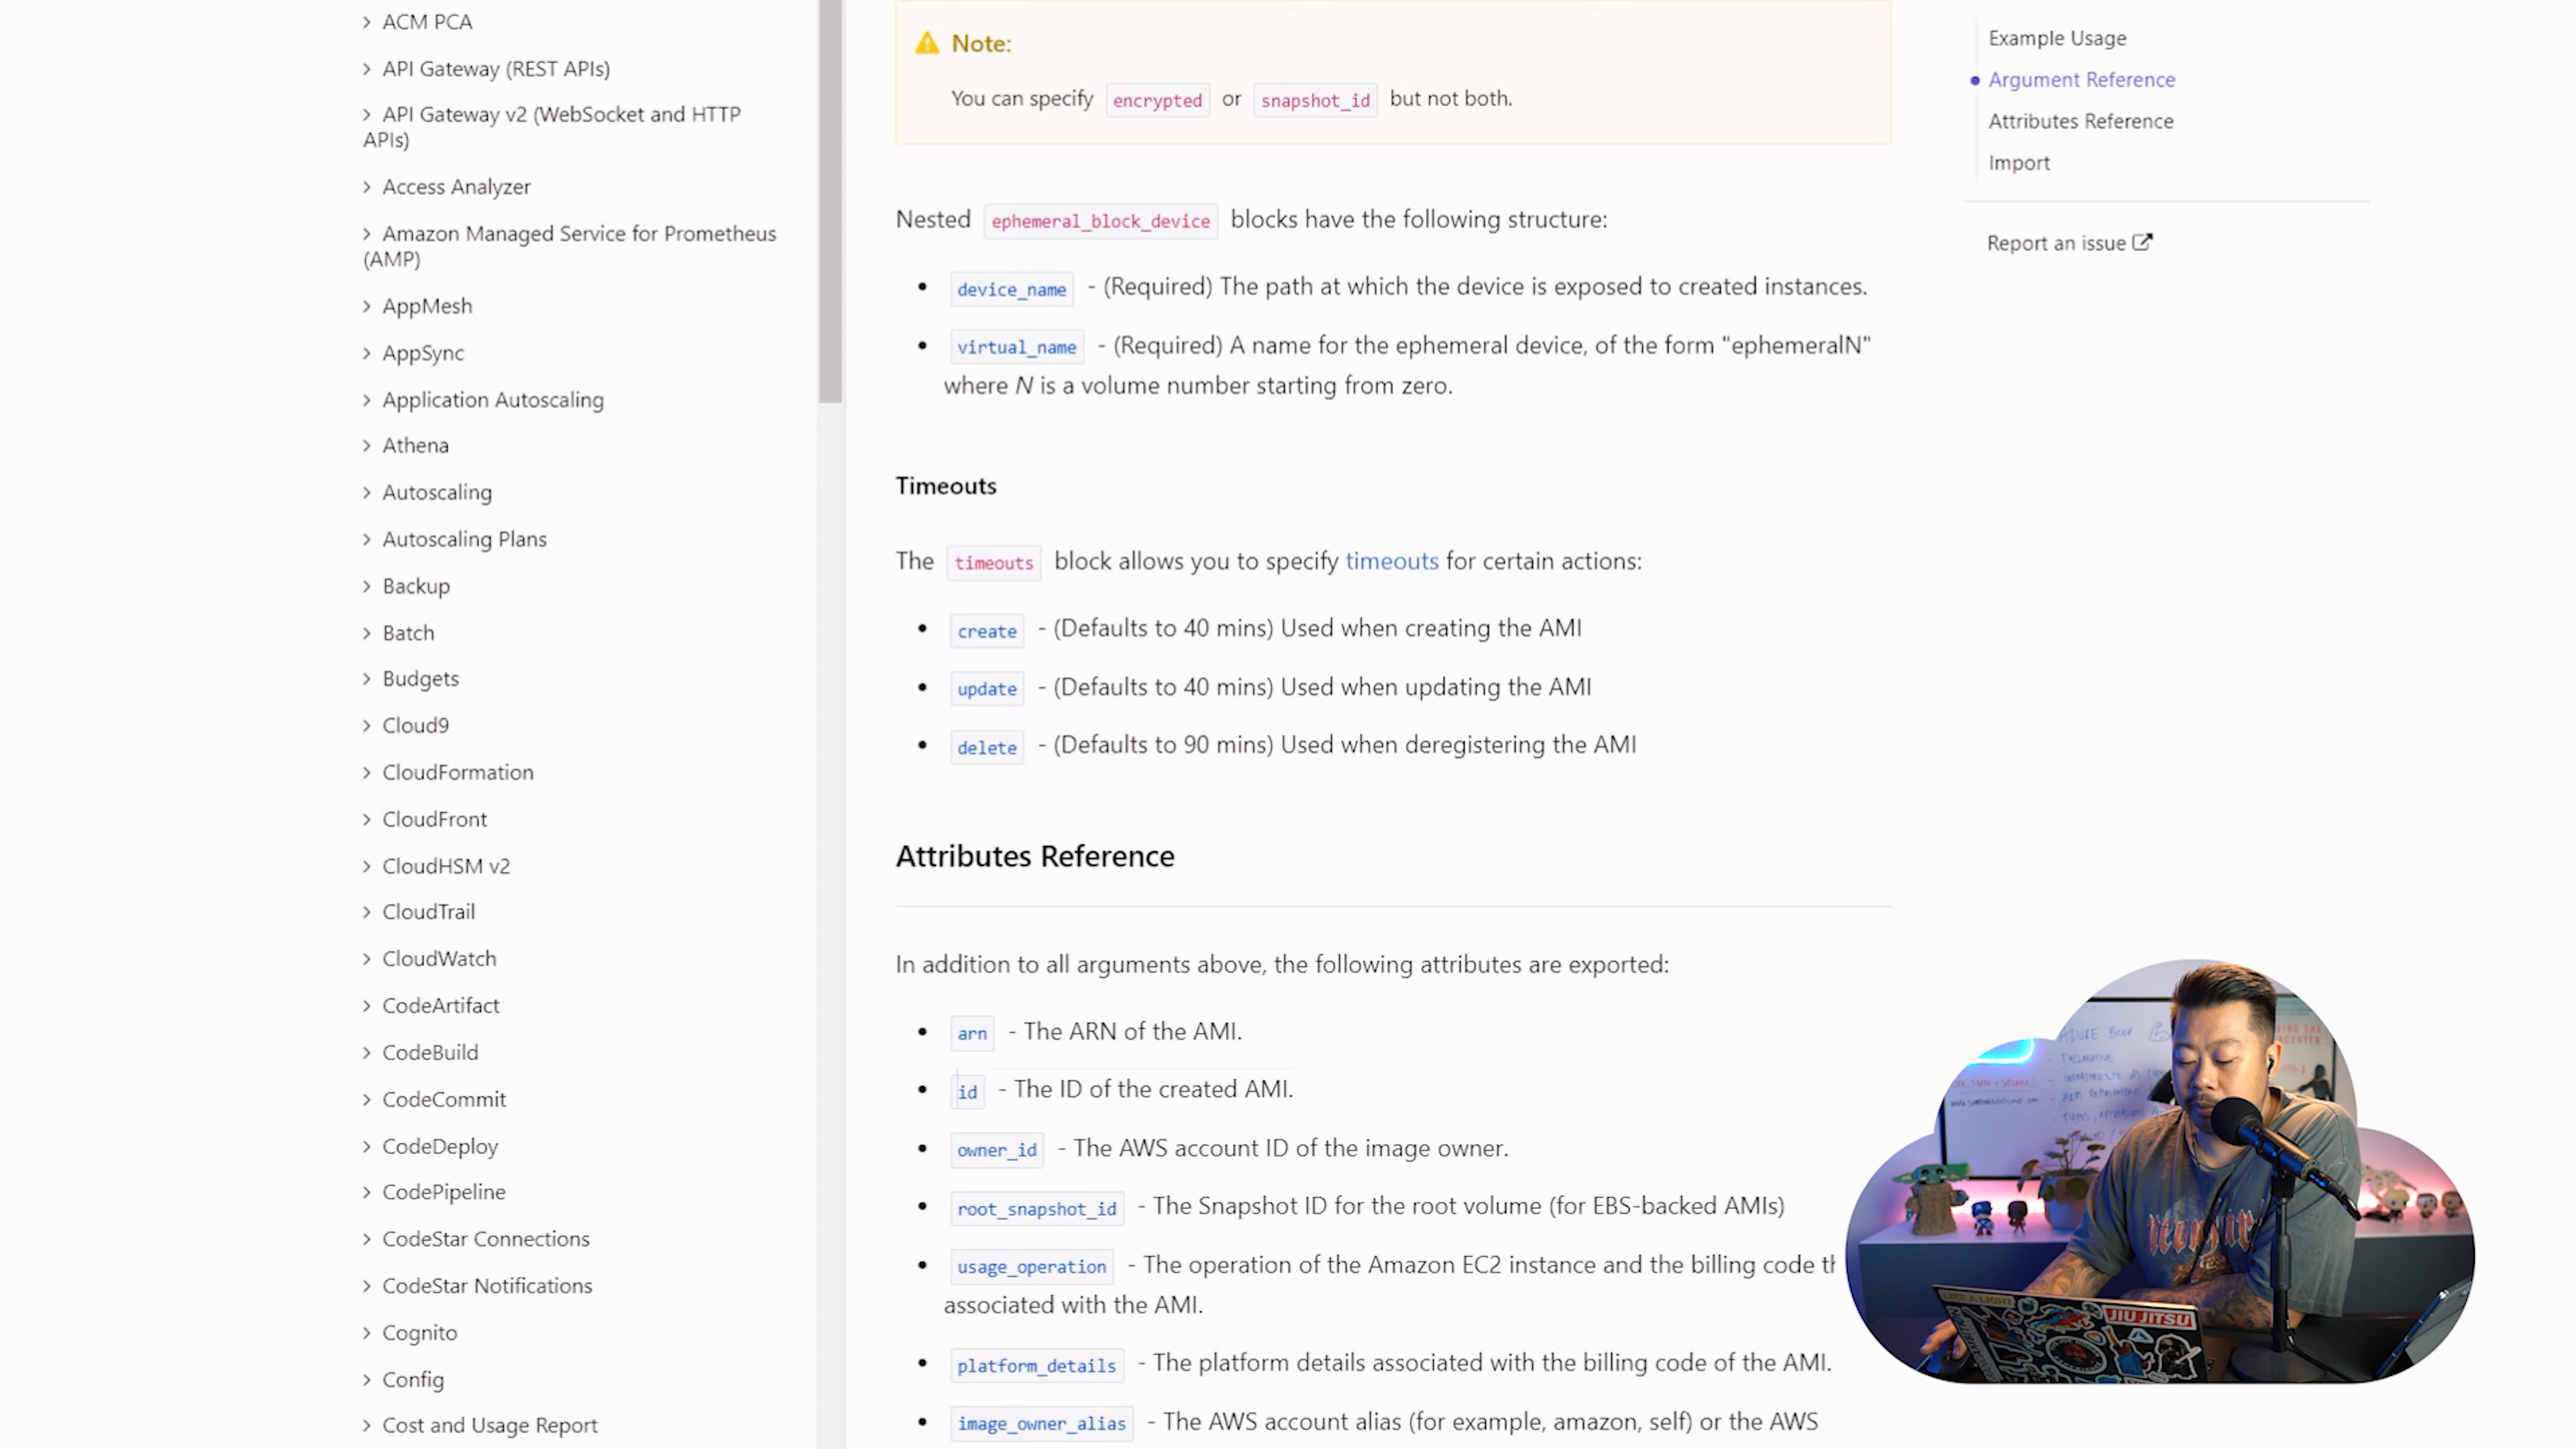 ACM PCA
API Gateway (REST APIs)
API Gateway v2 (WebSocket and HTTP
APIs)
Access Analyzer
Amazon Managed Service for Prometheus
(AMP)
AppMesh
AppSync
Application Autoscaling
Athena
Autoscaling
Autoscaling Plans
Backup
Batch
Budgets
Cloud9
CloudFormation
CloudFront
CloudHSM v2
CloudTrail
CloudWatch
CodeArtifact
CodeBuild
CodeCommit
CodeDeploy
CodePipeline
CodeStar Connections
CodeStar Notifications
Cognito
Config
Cost and Usage Report
Note:
You can specify encrypted or snapshot_id but not both.
Nested ephemeral_block_device blocks have the following structure:
device_name - (Required) The path at which the device is exposed to created instances.
virtual_name - (Required) A name for the ephemeral device, of the form "ephemeralN"
where N is a volume number starting from zero.
Timeouts
The timeouts block allows you to specify timeouts for certain actions:
create - (Defaults to 40 mins) Used when creating the AMI
update - (Defaults to 40 mins) Used when updating the AMI
delete - (Defaults to 90 mins) Used when deregistering the AMI
Attributes Reference
In addition to all arguments above, the following attributes are exported:
arn - The ARN of the AMI.
id - The ID of the created AMI.
owner_id - The AWS account ID of the image owner.
root_snapshot_id - The Snapshot ID for the root volume (for EBS-backed AMIs)
usage_operation - The operation of the Amazon EC2 instance and the billing code
associated with the AMI.
platform_details - The platform details associated with the billing code of the AMI.
image_owner_alias - The AWS account alias (for example, amazon, self) or the AWS
Example Usage
Argument Reference
Attributes Reference
Import
Report an issue
JIU JITSU